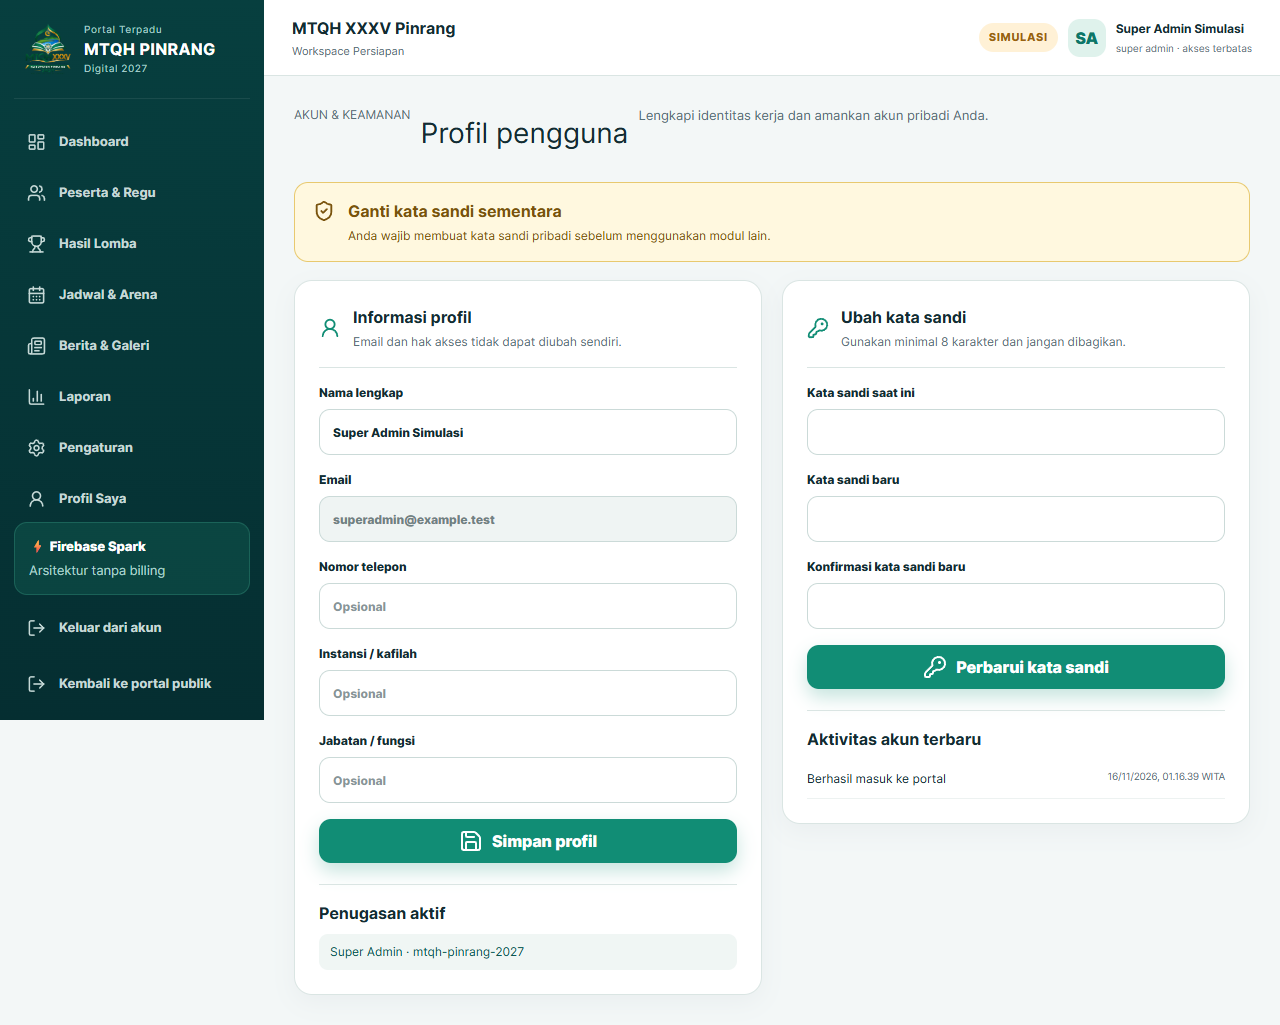 Portal Terpadu
MTQH PINRANG
Digital 2027
Dashboard
Peserta & Regu
Hasil Lomba
Jadwal & Arena
Berita & Galeri
Laporan
Pengaturan
Profil Saya
Firebase Spark
Arsitektur tanpa billing
Keluar dari akun
Kembali ke portal publik
MTQH XXXV Pinrang
Workspace Persiapan
SIMULASI
SA
Super Admin Simulasi
super admin · akses terbatas
AKUN & KEAMANAN
Profil pengguna
Lengkapi identitas kerja dan amankan akun pribadi Anda.
Ganti kata sandi sementara
Anda wajib membuat kata sandi pribadi sebelum menggunakan modul lain.
Informasi profil
Email dan hak akses tidak dapat diubah sendiri.
Nama lengkap
Super Admin Simulasi
Email
superadmin@example.test
Nomor telepon
Opsional
Instansi / kafilah
Opsional
Jabatan / fungsi
Opsional
Simpan profil
Penugasan aktif
Super Admin · mtqh-pinrang-2027
Ubah kata sandi
Gunakan minimal 8 karakter dan jangan dibagikan.
Kata sandi saat ini
Kata sandi baru
Konfirmasi kata sandi baru
Perbarui kata sandi
Aktivitas akun terbaru
Berhasil masuk ke portal
16/11/2026, 01.16.39 WITA